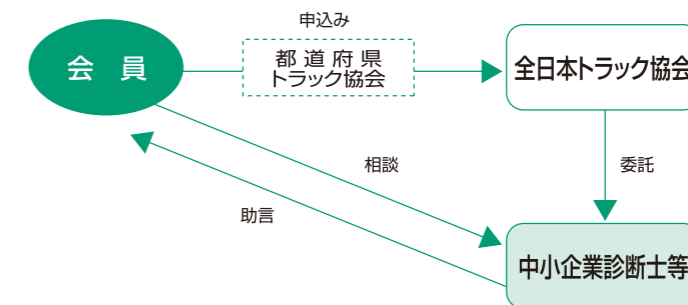 申込み
会 員
都 道 府 県
トラック協会
全日本トラック協会
相談
委託
助言
中小企業診断士等